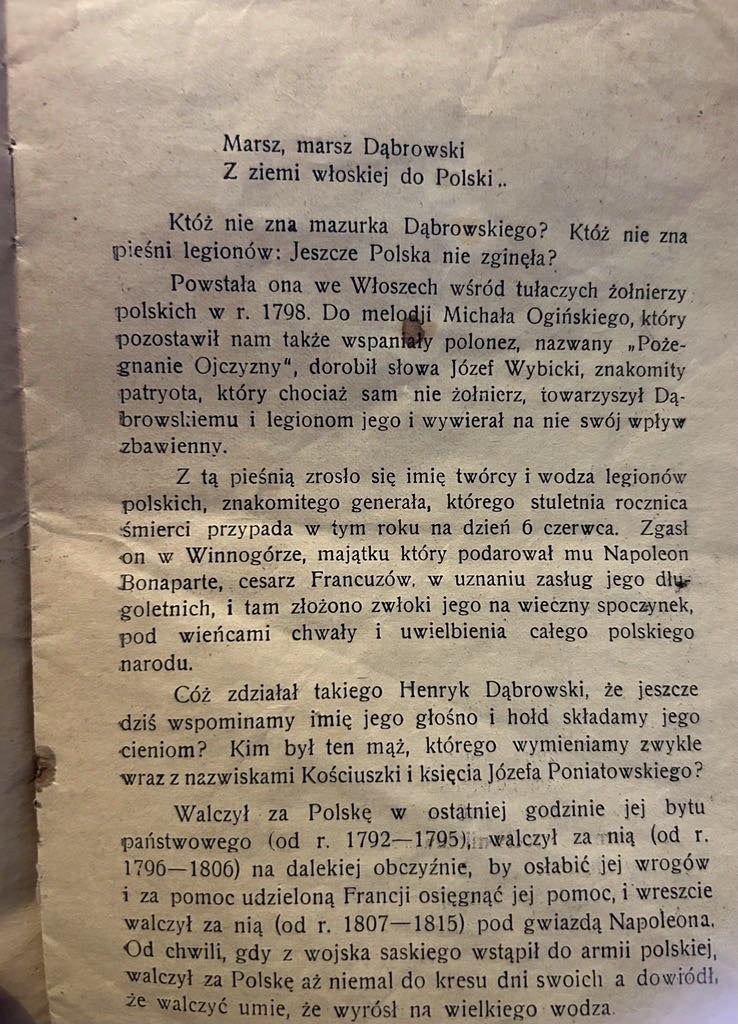 Marsz, marsz Dąbrowski
Z ziemi włoskiej do Polski..
Któż nie zna mazurka Dąbrowskiego? Któż nie zna
pieśni legionów: Jeszcze Polska nie zginęła?
Powstała ona we Włoszech wśród tułaczych żołnierzy
polskich w r. 1798. Do melodji Michała Ogińskiego, który
pozostawił nam także wspaniały polonez, nazwany „Poże-
gnanie Ojczyzny", dorobił słowa Józef Wybicki, znakomity
patryota, który chociaż sam nie żołnierz, towarzyszył Dą-
browskiemu i legionom jego i wywierał na nie swój wpływ
zbawienny.
Z tą pieśnią zrosło się imię twórcy i wodza legionów
polskich, znakomitego generała, którego stuletnia rocznica
śmierci przypada w tym roku na dzień 6 czerwca. Zgasł
on w Winnogórze, majątku który podarował mu Napoleon
Bonaparte, cesarz Francuzów, w uznaniu zasług jego dłu-
goletnich, i tam złożono zwłoki jego na wieczny spoczynek,
pod wieńcami chwały i uwielbienia całego polskiego
narodu.
Cóż zdziałał takiego Henryk Dąbrowski, że jeszcze
dziś wspominamy imię jego głośno i hołd składamy jego
cieniom? Kim był ten mąż, którego wymieniamy zwykle
wraz z nazwiskami Kościuszki i księcia Józefa Poniatowskiego?
Walczył za Polskę w ostatniej godzinie jej bytu
państwowego (od r. 1792—1795), walczył za nią (od r.
1796—1806) na dalekiej obczyźnie, by osłabić jej wrogów
i za pomoc udzieloną Francji osięgnąć jej pomoc, i wreszcie
walczył za nią (od r. 1807—1815) pod gwiazdą Napoleona.
Od chwili, gdy z wojska saskiego wstąpił do armii polskiej,
walczył za Polskę aż niemal do kresu dni swoich a dowiódł,
że walczyć umie, że wyrósł na wielkiego wodza.